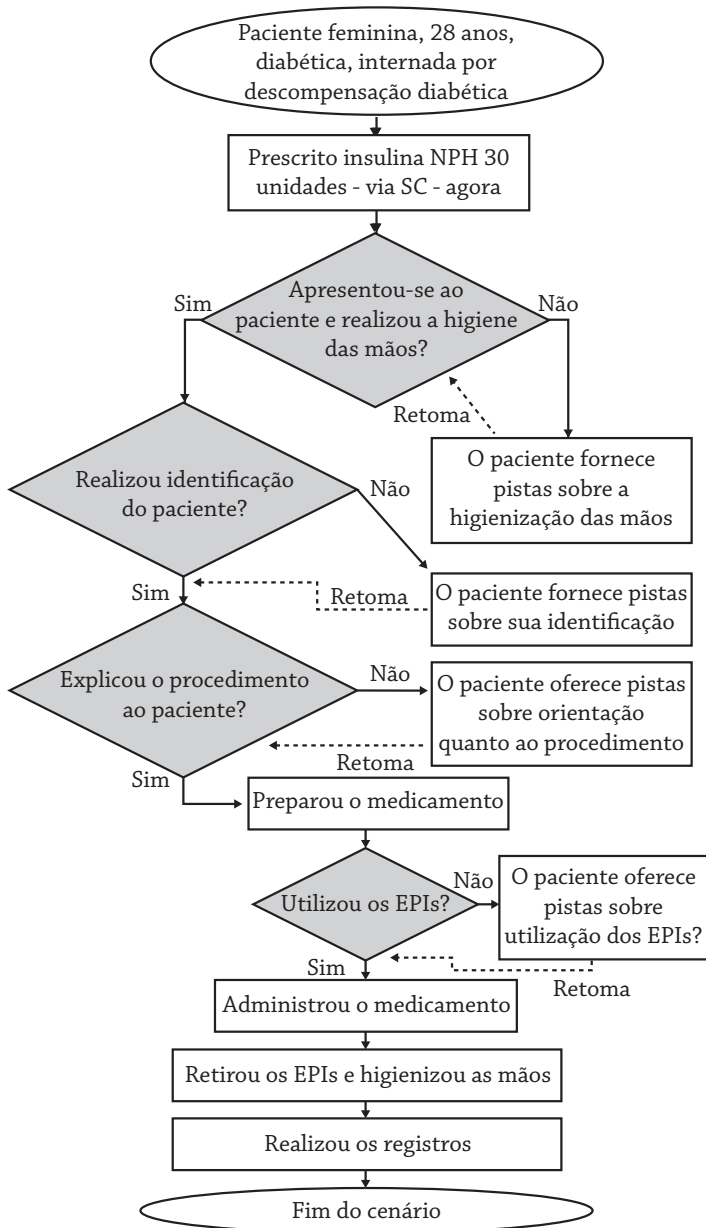 Paciente feminina, 28 anos,
diabética, internada por
descompensação diabética
Prescrito insulina NPH 30
unidades - via SC - agora
Sim
Apresentou-se ao
paciente e realizou a higiene
das mãos?
Não
Retoma
O paciente fornece
pistas sobre a
higienização das mãos
Realizou identificação
do paciente?
Não
Sim
Retoma
O paciente fornece pistas
sobre sua identificação
Explicou o procedimento
ao paciente?
Não
O paciente oferece pistas
sobre orientação
quanto ao procedimento
Retoma
Sim
Preparou o medicamento
Utilizou os EPIs?
Não
O paciente oferece
pistas sobre
utilização dos EPIs?
Sim
Retoma
Administrou o medicamento
Retirou os EPIs e higienizou as mãos
Realizou os registros
Fim do cenário